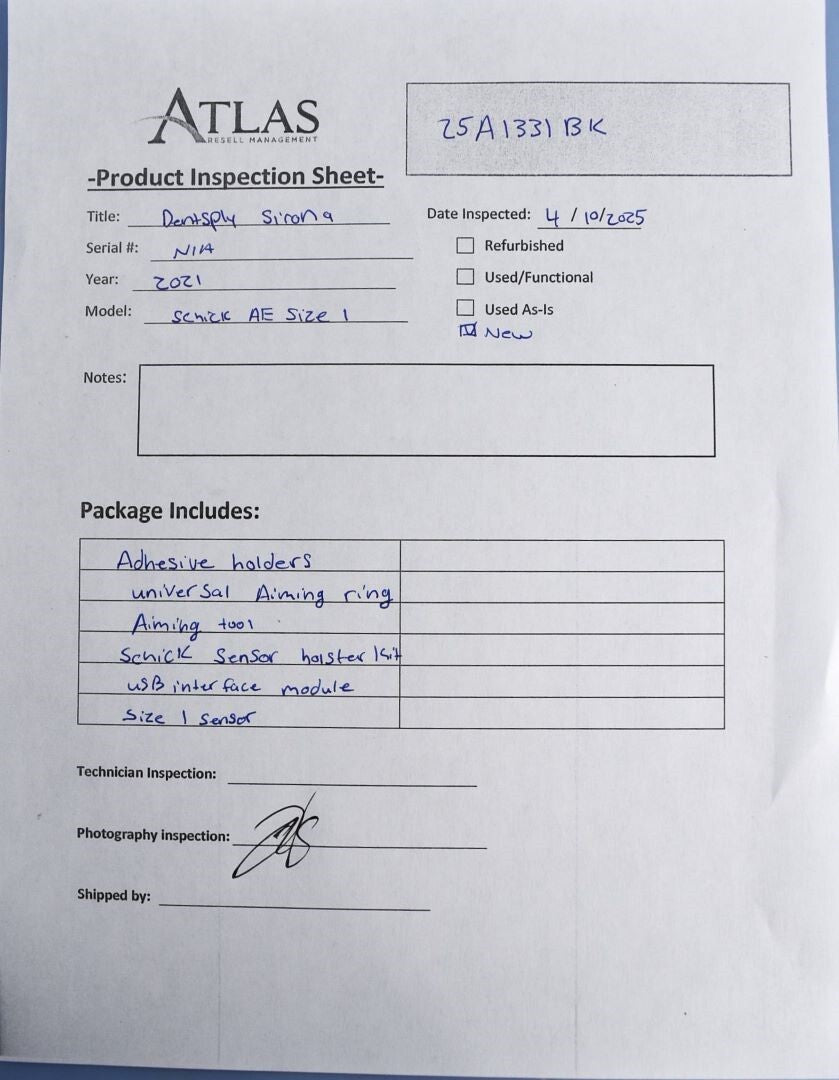 ATLAS
RESELL MANAGEMENT
25A1331BK
-Product Inspection Sheet-
Title: Dentsply Sirona
Date Inspected: 4/10/2025
Serial #: N/A
Refurbished
Year: 2021
Used/Functional
Model: Schick AE Size 1
Used As-Is
New
Notes:
Package Includes:
Adhesive holders
universal Aiming ring
Aiming tool
Schick Sensor holster kit
USB interface module
Size 1 Sensor
Technician Inspection:
Photography inspection:
Shipped by: